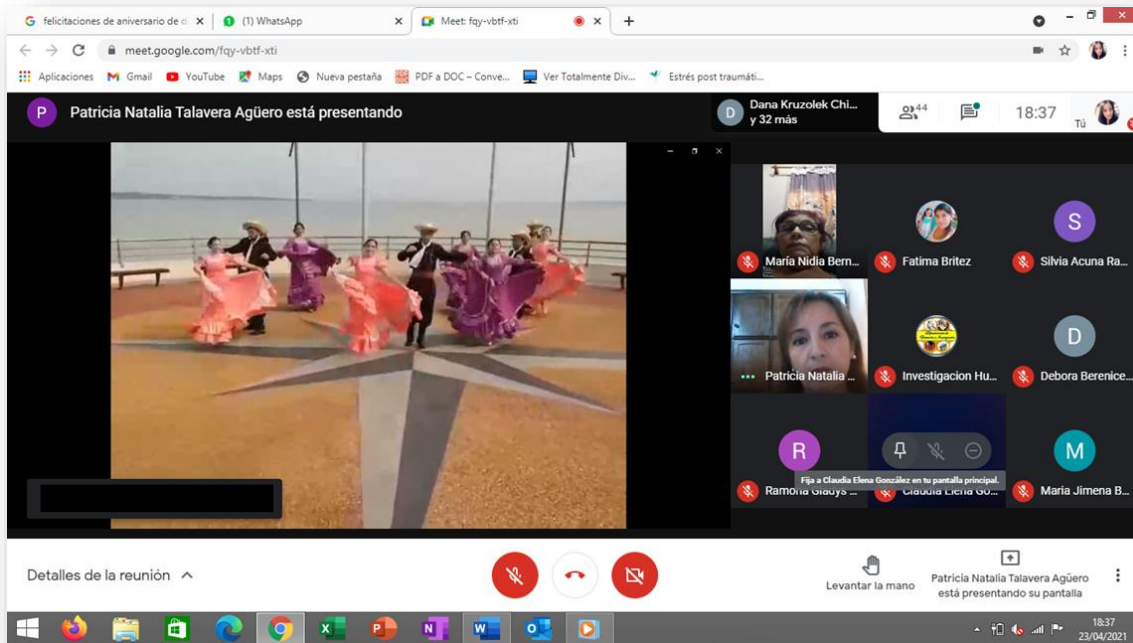 felicitaciones de aniversario de d
(1) WhatsApp
Meet: fqy-vbtf-xti
meet.google.com/fqy-vbtf-xti
Aplicaciones
Gmail
YouTube
Maps
Nueva pestaña
PDF a DOC – Conve...
Ver Totalmente Div...
Estrés post traumáti...
P
Patricia Natalia Talavera Agüero está presentando
D
Dana Kruzolek Chi...
y 32 más
44
18:37
Tú
María Nidia Bern...
Fatima Britez
S
Silvia Acuna Ra...
Patricia Natalia ...
Investigacion Hu...
D
Debora Berenice...
R
Fija a Claudia Elena González en tu pantalla principal.
M
Ramona Gladys ...
Claudia Elena Go...
Maria Jimena B...
Detalles de la reunión
Levantar la mano
Patricia Natalia Talavera Agüero
está presentando su pantalla
18:37
23/04/2021